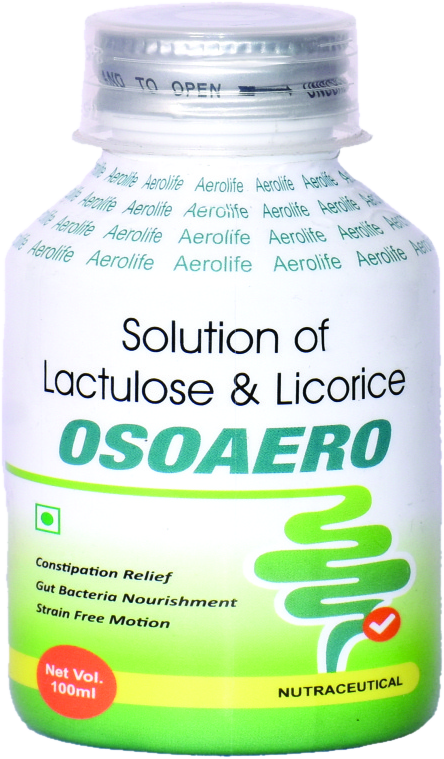 AND TO OPEN
Aerolife Aerolife Aerolife Aerolife Aerolife
Aerolife Aerolife Aerolife Aerolife Aerolife
Aerolife Aerolife Aerolife Aerolife
Aerolife Aerolife Aerolife Aerolife Aerolife
Solution of
Lactulose & Licorice
OSOAERO
Constipation Relief
Gut Bacteria Nourishment
Strain Free Motion
Net Vol.
100ml
NUTRACEUTICAL